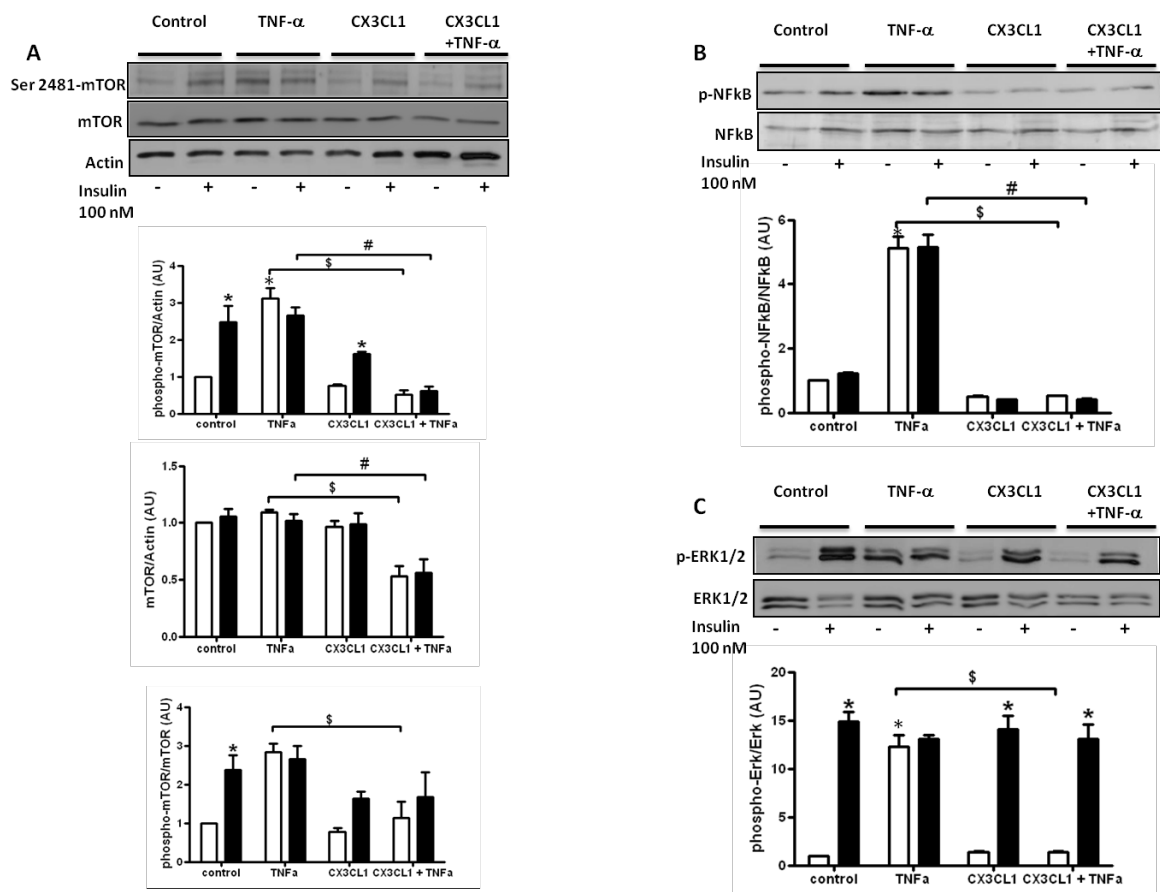 A
Control TNF-α CX3CL1 CX3CL1
+TNF-α
Ser 2481-mTOR
mTOR
Actin
Insulin - + - + - + - +
100 nM
phospho-mTOR/Actin (AU)
4
3
2
1
0
* * $ # *
control TNFa CX3CL1 CX3CL1 + TNFa
mTOR/Actin (AU)
1.5
1.0
0.5
0.0
$ #
control TNFa CX3CL1 CX3CL1 + TNFa
phospho-mTOR/mTOR (AU)
4
3
2
1
0
* $
control TNFa CX3CL1 CX3CL1 + TNFa
B
Control TNF-α CX3CL1 CX3CL1
+TNF-α
p-NFkB
NFkB
Insulin - + - + - + - +
100 nM
phospho-NFkB/NFkB (AU)
6
4
2
0
* $ #
control TNFa CX3CL1 CX3CL1 + TNFa
C
Control TNF-α CX3CL1 CX3CL1
+TNF-α
p-ERK1/2
ERK1/2
Insulin - + - + - + - +
100 nM
phospho-Erk/Erk (AU)
20
15
10
5
0
* * $ * *
control TNFa CX3CL1 CX3CL1 + TNFa